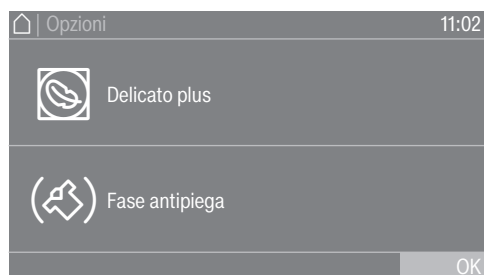 | Opzioni 11:02
Delicato plus
Fase antipiega
OK